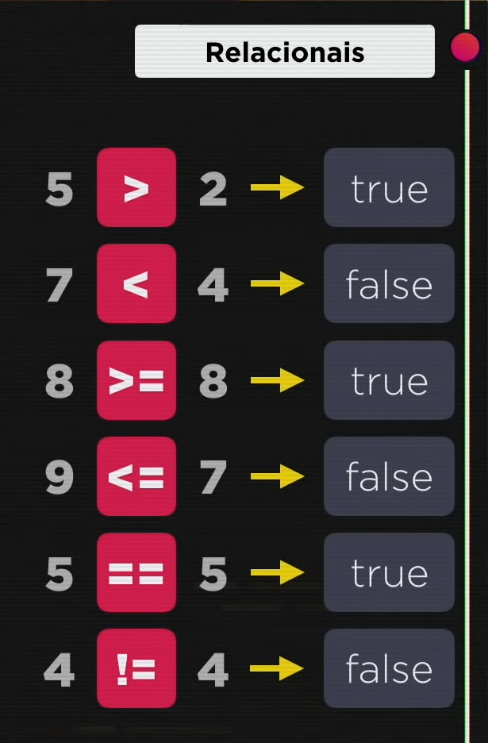 Relacionais
5 > 2 → true
7 < 4 → false
8 >= 8 → true
9 <= 7 → false
5 == 5 → true
4 != 4 → false